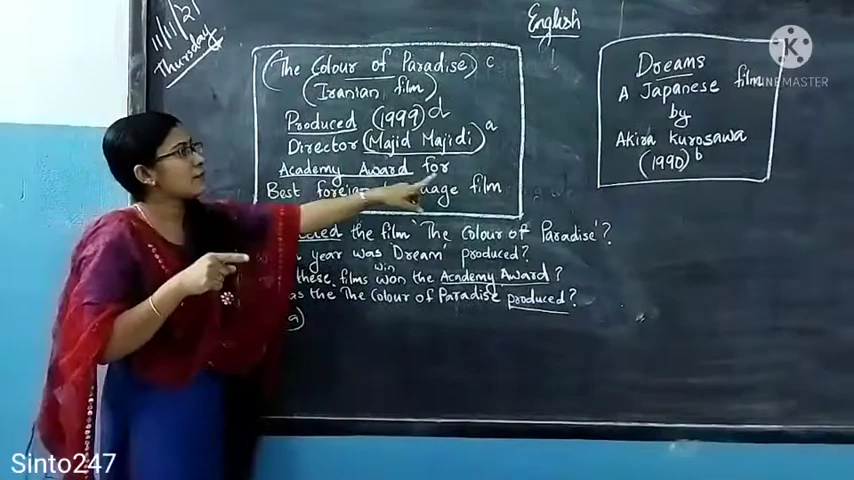 11/11/21
Thursday
English
(The Colour of Paradise) c
(Iranian film)
Produced (1999) d
Director (Majid Majidi) a
Academy Award for
Best language film
the film 'The Colour of Paradise'?
year was Dream' produced?
win
these films won the Academy Award?
the The Colour of Paradise produced?
Dreams
A Japanese film
by
Akira Kurosawa
(1990) b
K
KINEMASTER
Sinto247